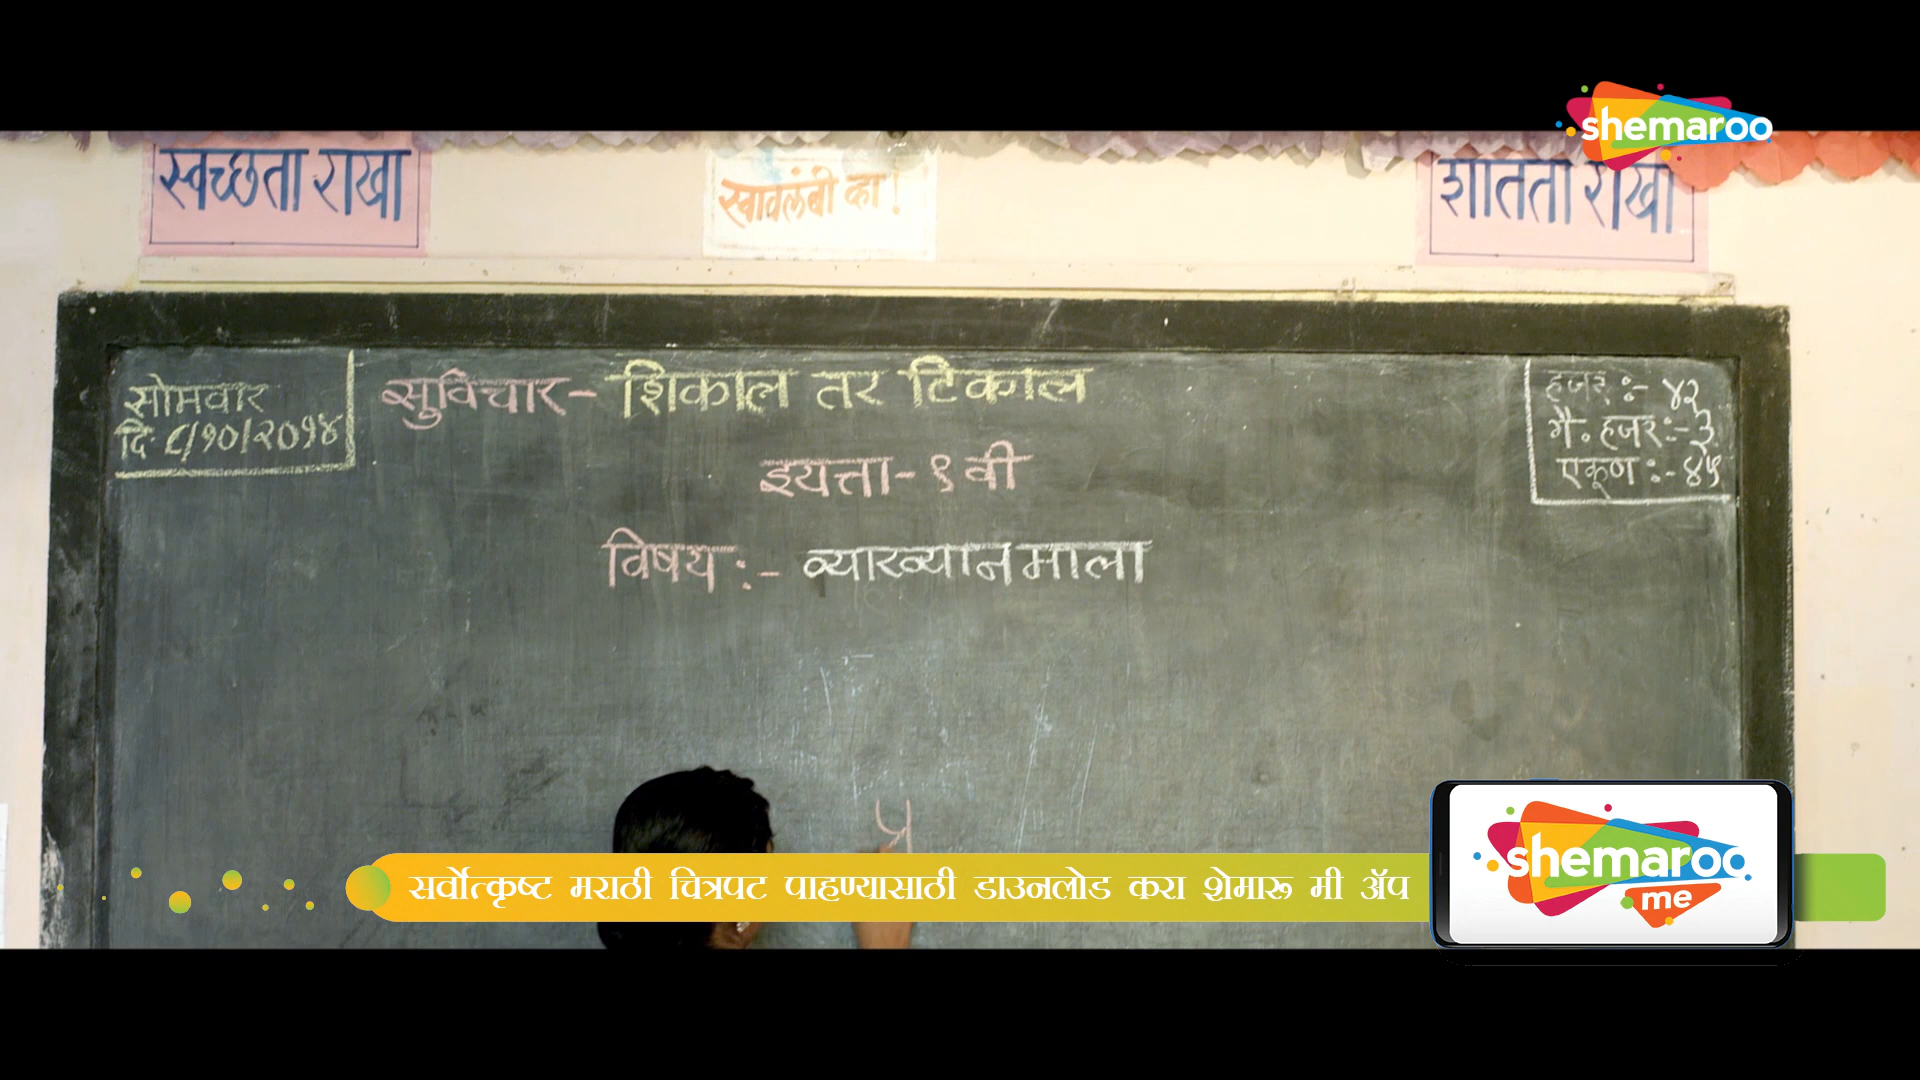 shemaroo
स्वच्छता राखा
स्वावलंबी व्हा!
शांतता राखा
सोमवार
दि. ८/१०/२०१४
सुविचार- शिकाल तर टिकाल
इयत्ता- ९ वी
विषय :- व्याख्यानमाला
हजर :- ४२
गै. हजर :- ३
एकूण :- ४५
प्र
सर्वोत्कृष्ट मराठी चित्रपट पाहण्यासाठी डाउनलोड करा शेमारू मी ॲप
shemaroo
me